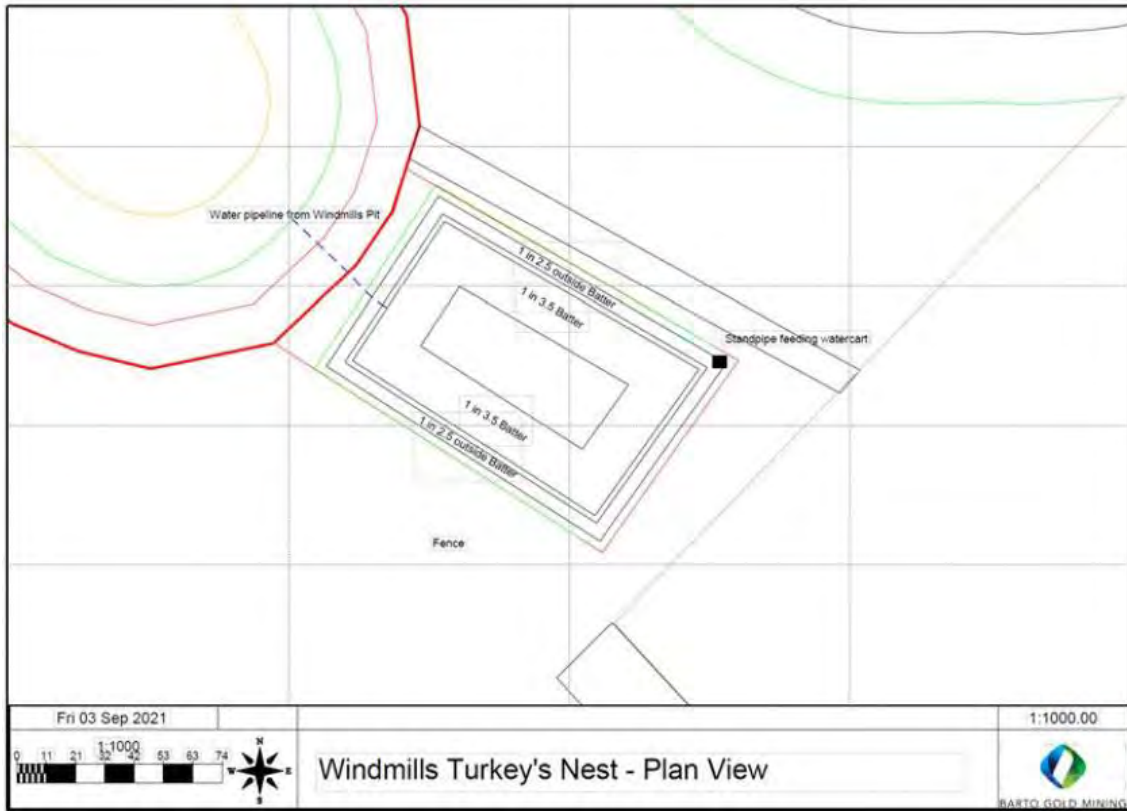 Water pipeline from Windmills Pit
1 in 2.5 outside Batter
1 in 3.5 Batter
Standpipe feeding watercart
1 in 3.5 Batter
1 in 2.5 outside Batter
Fence
Fri 03 Sep 2021
1:1000.00
1:1000
0 11 21 32 42 53 63 74
N
W E
S
Windmills Turkey's Nest - Plan View
BARTO GOLD MINING